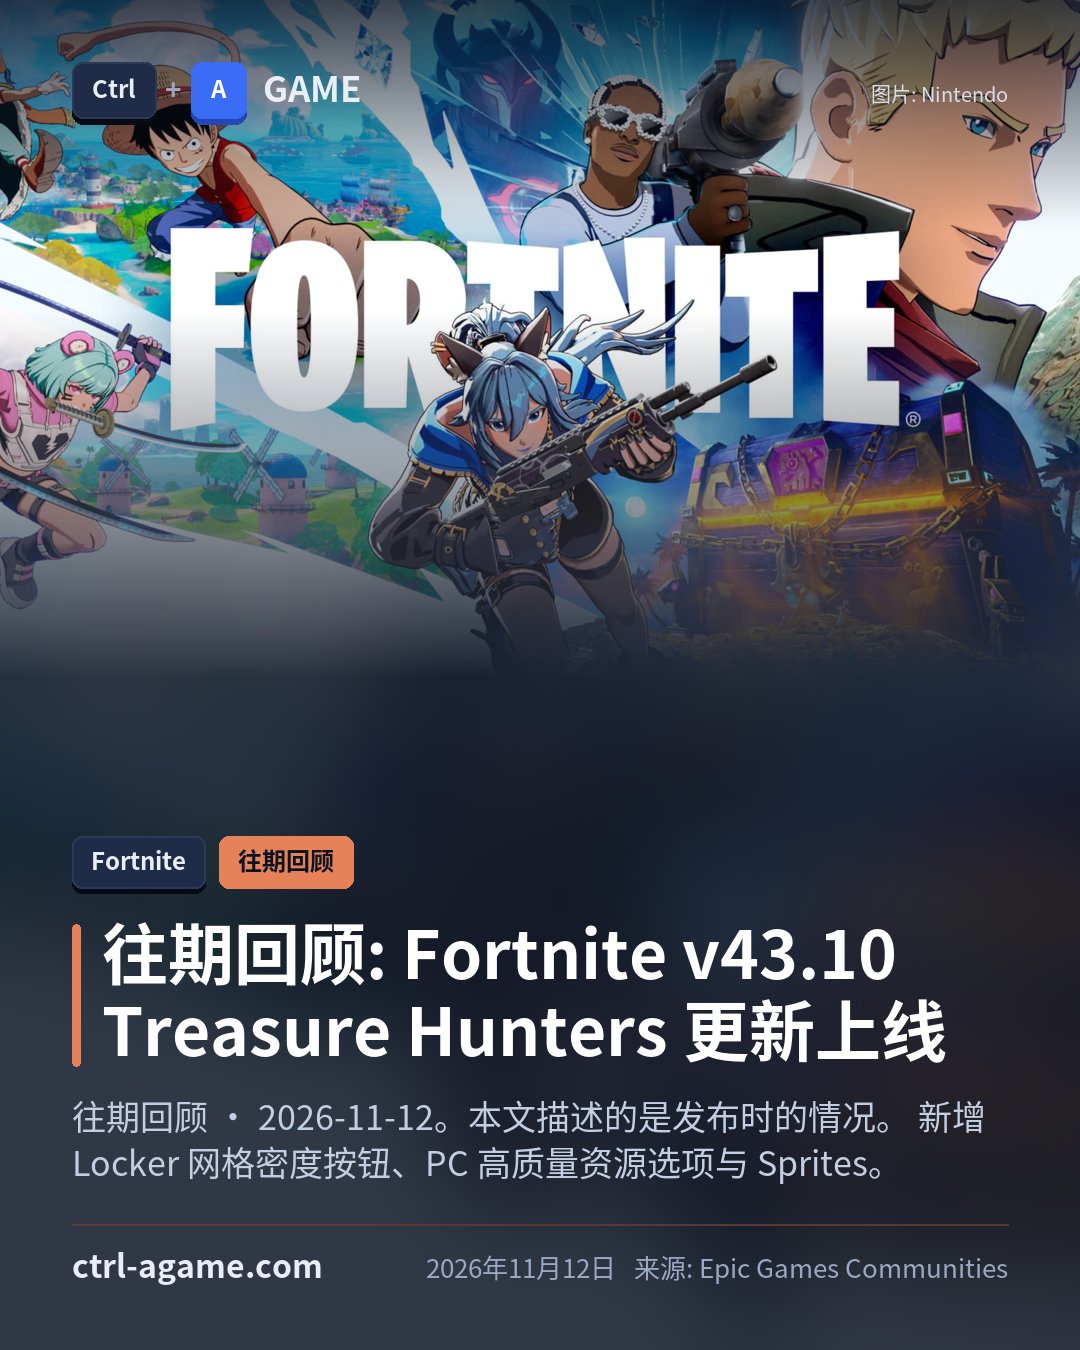 Ctrl + A GAME
图片: Nintendo
FORTNITE ®
Fortnite 往期回顾
往期回顾: Fortnite v43.10
Treasure Hunters 更新上线
往期回顾 · 2026-11-12。本文描述的是发布时的情况。 新增
Locker 网格密度按钮、PC 高质量资源选项与 Sprites。
ctrl-agame.com
2026年11月12日 来源: Epic Games Communities